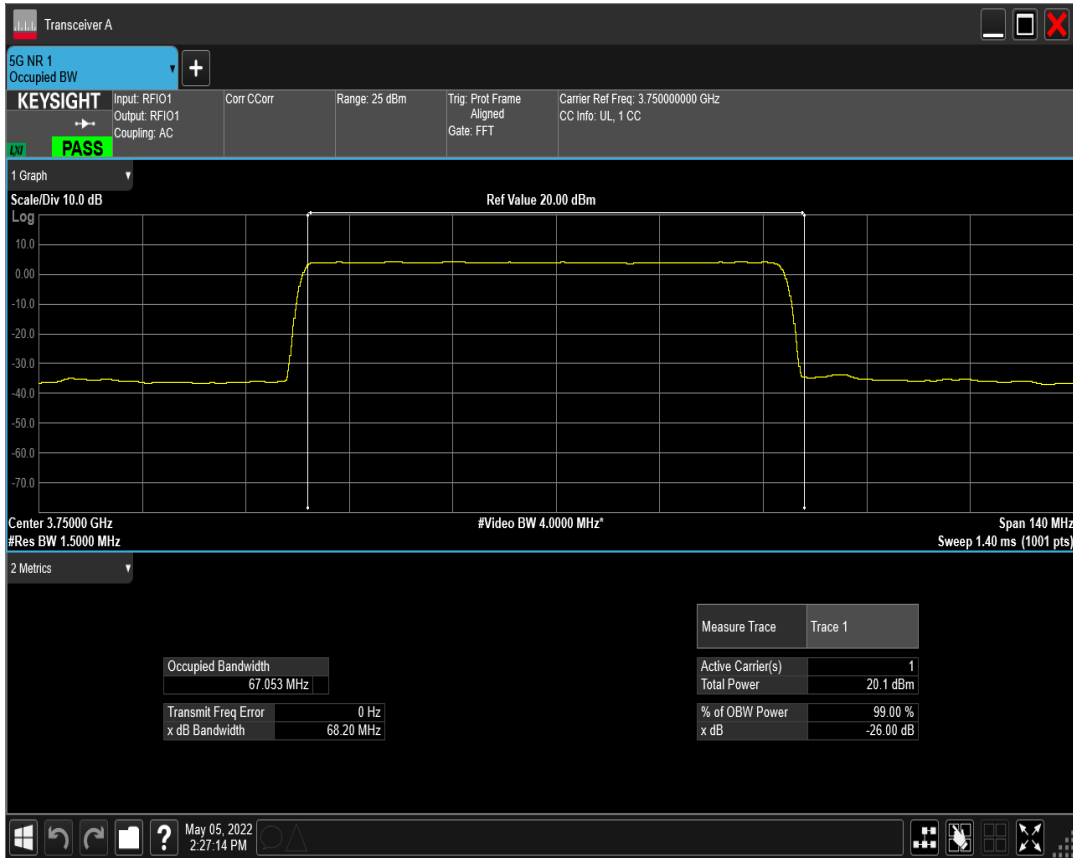 Transceiver A
5G NR 1
Occupied BW
KEYSIGHT
LXI
PASS
Input: RFIO1
Output: RFIO1
Coupling: AC
Corr CCorr
Range: 25 dBm
Trig: Prot Frame
Aligned
Gate: FFT
Carrier Ref Freq: 3.750000000 GHz
CC Info: UL, 1 CC
1 Graph
Scale/Div 10.0 dB
Ref Value 20.00 dBm
Log
10.0
0.00
-10.0
-20.0
-30.0
-40.0
-50.0
-60.0
-70.0
Center 3.75000 GHz
#Video BW 4.0000 MHz*
Span 140 MHz
#Res BW 1.5000 MHz
Sweep 1.40 ms (1001 pts)
2 Metrics
Measure Trace Trace 1
Occupied Bandwidth
67.053 MHz
Active Carrier(s) 1
Total Power 20.1 dBm
Transmit Freq Error 0 Hz
x dB Bandwidth 68.20 MHz
% of OBW Power 99.00 %
x dB -26.00 dB
?
May 05, 2022
2:27:14 PM